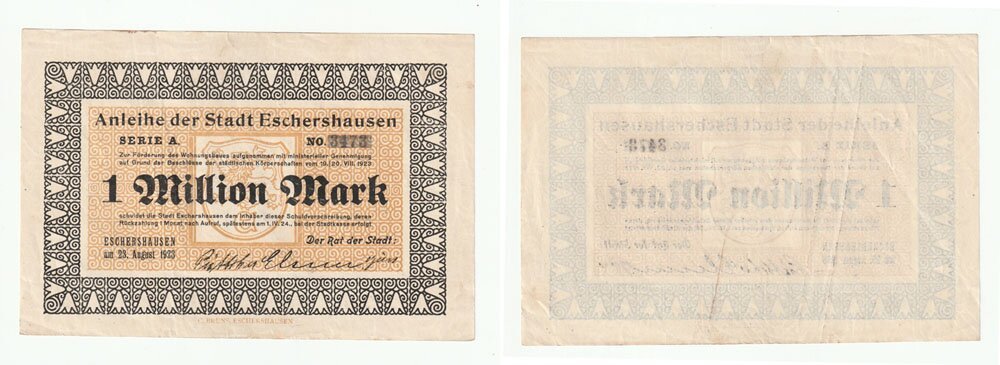 Anleihe der Stadt Eschershausen
SERIE A. NO. 3473
Zur Förderung des Wohnungsbaues aufgenommen mit ministerieller Genehmigung
auf Grund der Beschlüsse der städtischen Körperschaften vom 19./20. VIII. 1923.
1 Million Mark
schuldet die Stadt Eschershausen dem Inhaber dieser Schuldverschreibung, deren
Rückzahlung 1 Monat nach Aufruf, spätestens am 1. IV. 24., bei der Stadtkasse erfolgt
ESCHERSHAUSEN
am 23. August 1923
Der Rat der Stadt:
C. BRUNS, ESCHERSHAUSEN